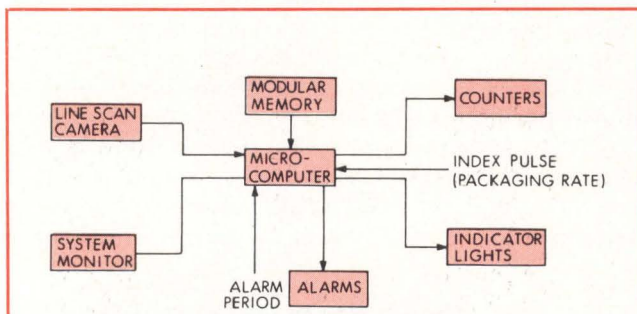 MODULAR
MEMORY
COUNTERS
LINE SCAN
CAMERA
MICRO-
COMPUTER
INDEX PULSE
(PACKAGING RATE)
SYSTEM
MONITOR
ALARM
PERIOD
ALARMS
INDICATOR
LIGHTS